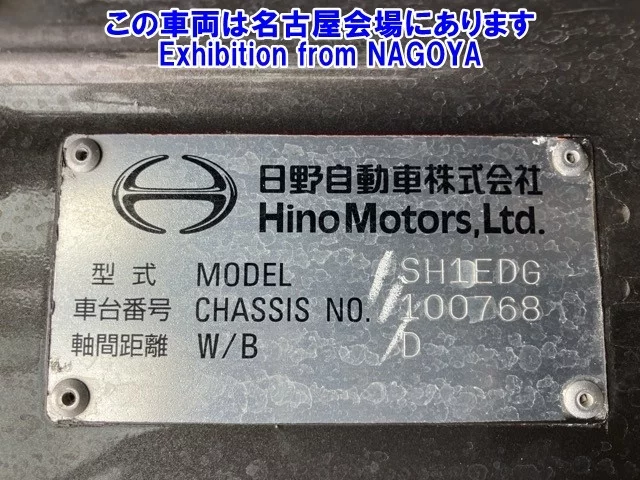 この車両は名古屋会場にあります
Exhibition from NAGOYA
日野自動車株式会社
Hino Motors, Ltd.
型式 MODEL SH1EDG
車台番号 CHASSIS NO. 100768
軸間距離 W/B D